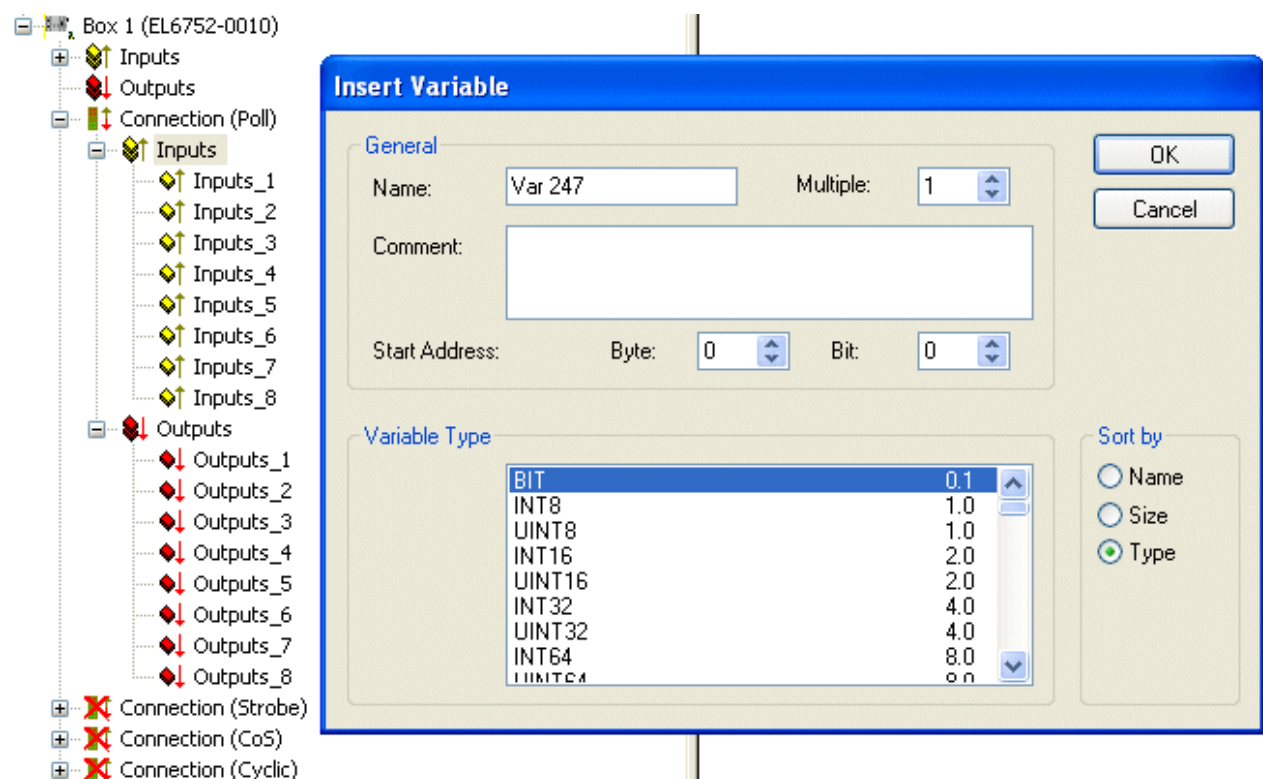 Box 1 (EL6752-0010)
Inputs
Outputs
Connection (Poll)
Inputs
Inputs_1
Inputs_2
Inputs_3
Inputs_4
Inputs_5
Inputs_6
Inputs_7
Inputs_8
Outputs
Outputs_1
Outputs_2
Outputs_3
Outputs_4
Outputs_5
Outputs_6
Outputs_7
Outputs_8
Connection (Strobe)
Connection (CoS)
Connection (Cyclic)
Insert Variable
General
Name: Var 247 Multiple: 1
Comment:
Start Address: Byte: 0 Bit: 0
OK
Cancel
Variable Type
BIT 0.1
INT8 1.0
UINT8 1.0
INT16 2.0
UINT16 2.0
INT32 4.0
UINT32 4.0
INT64 8.0
UINT64 8.0
Sort by
Name
Size
Type